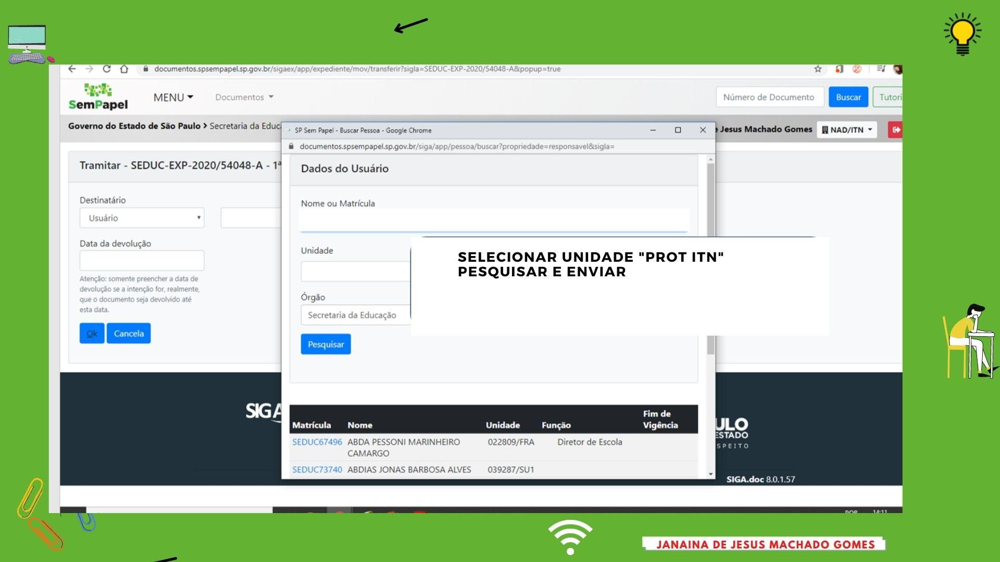 documentos.spsempapel.sp.gov.br/sigaex/app/expediente/mov/transferir?sigla=SEDUC-EXP-2020/54048-A&popup=true
SemPapel
MENU
Documentos
Número de Documento
Buscar
Tutori
Governo do Estado de São Paulo > Secretaria da Educ
e Jesus Machado Gomes
NAD/ITN
SP Sem Papel - Buscar Pessoa - Google Chrome
documentos.spsempapel.sp.gov.br/siga/app/pessoa/buscar?propriedade=responsavel&sigla=
Tramitar - SEDUC-EXP-2020/54048-A - 1ª
Destinatário
Usuário
Data da devolução
Atenção: somente preencher a data de
devolução se a intenção for, realmente,
que o documento seja devolvido até
esta data.
Ok
Cancela
Dados do Usuário
Nome ou Matrícula
Unidade
Órgão
Secretaria da Educação
Pesquisar
SELECIONAR UNIDADE "PROT ITN"
PESQUISAR E ENVIAR
Matrícula Nome Unidade Função Fim de
Vigência
SEDUC67496 ABDA PESSONI MARINHEIRO 022809/FRA Diretor de Escola
CAMARGO
SEDUC73740 ABDIAS JONAS BARBOSA ALVES 039287/SU1
SIGA
ULO
ESTADO
SPEITO
SIGA.doc 8.0.1.57
POR 14:11
JANAINA DE JESUS MACHADO GOMES